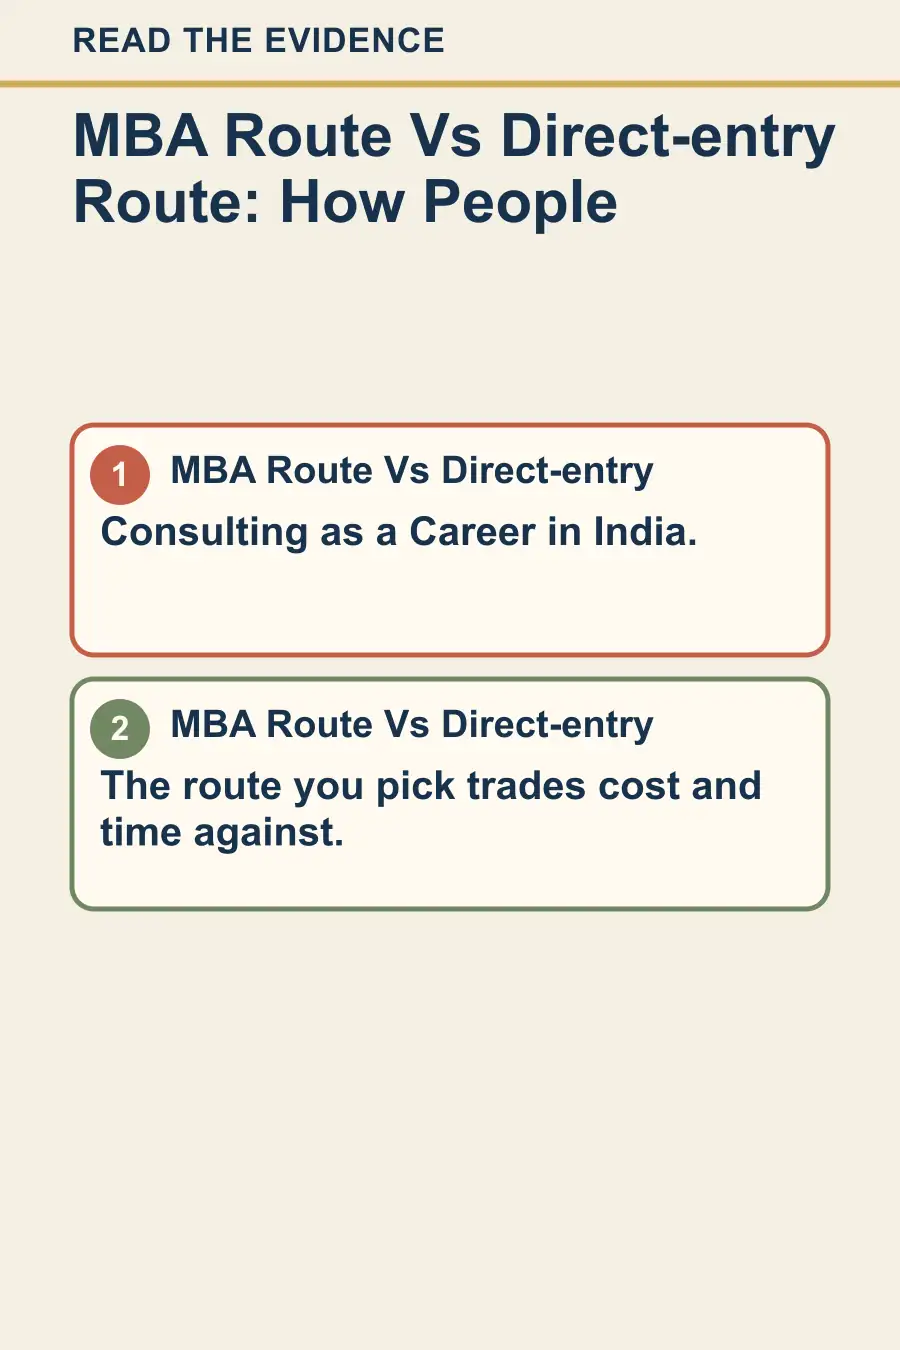 READ THE EVIDENCE
MBA Route Vs Direct-entry
Route: How People
1 MBA Route Vs Direct-entry
Consulting as a Career in India.
2 MBA Route Vs Direct-entry
The route you pick trades cost and
time against.